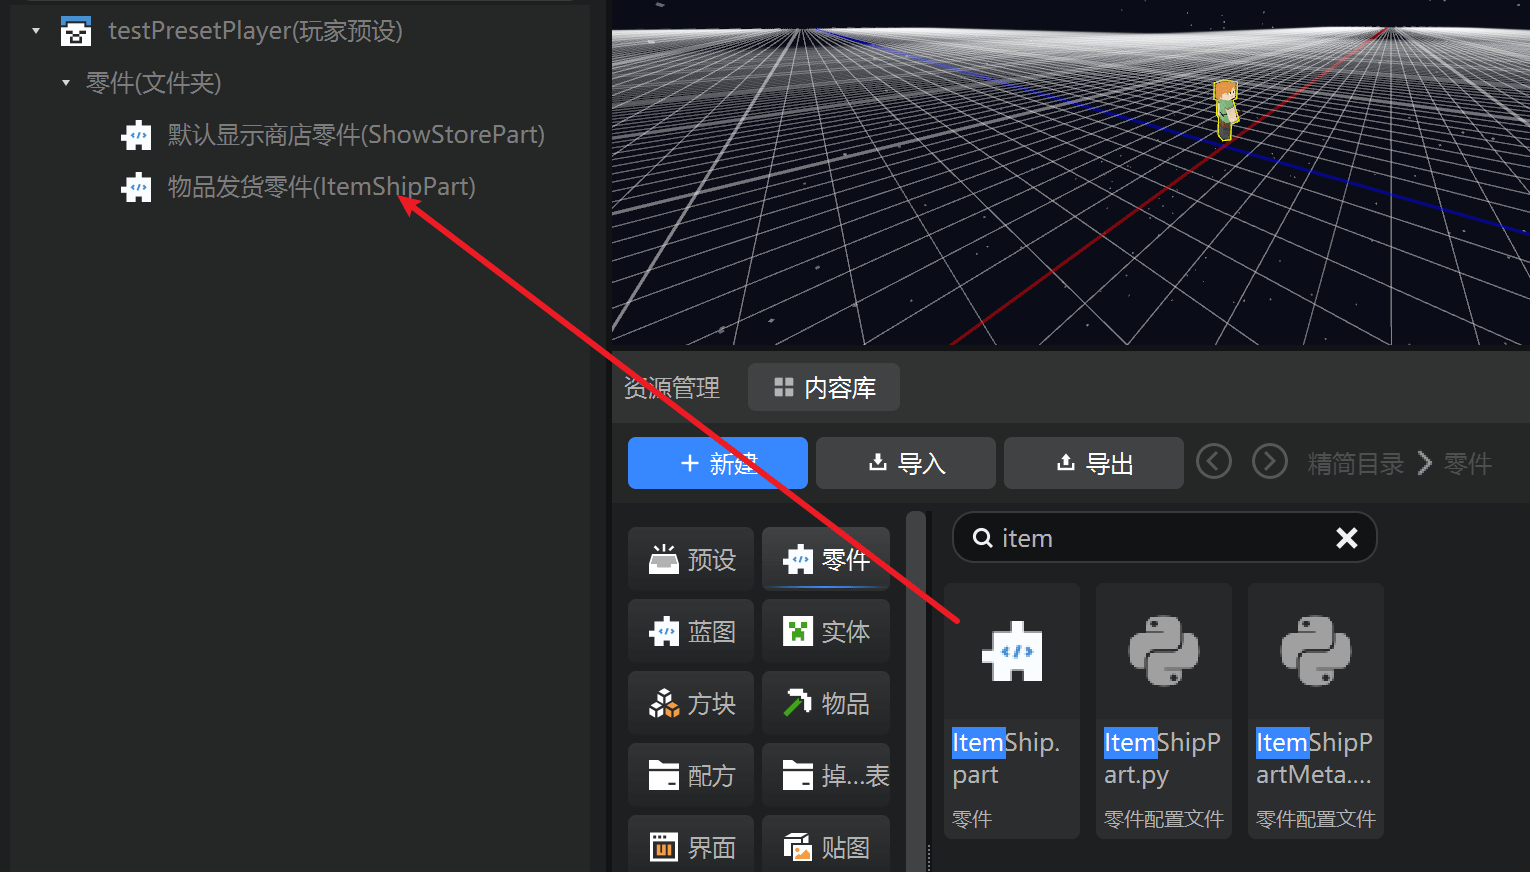 testPresetPlayer(玩家预设)
零件(文件夹)
默认显示商店零件(ShowStorePart)
物品发货零件(ItemShipPart)
资源管理
内容库
新建
导入
导出
精简目录
零件
预设
零件
蓝图
实体
方块
物品
配方
掉...表
界面
贴图
item
ItemShip.
part
零件
ItemShipP
art.py
零件配置文件
ItemShipP
artMeta....
零件配置文件